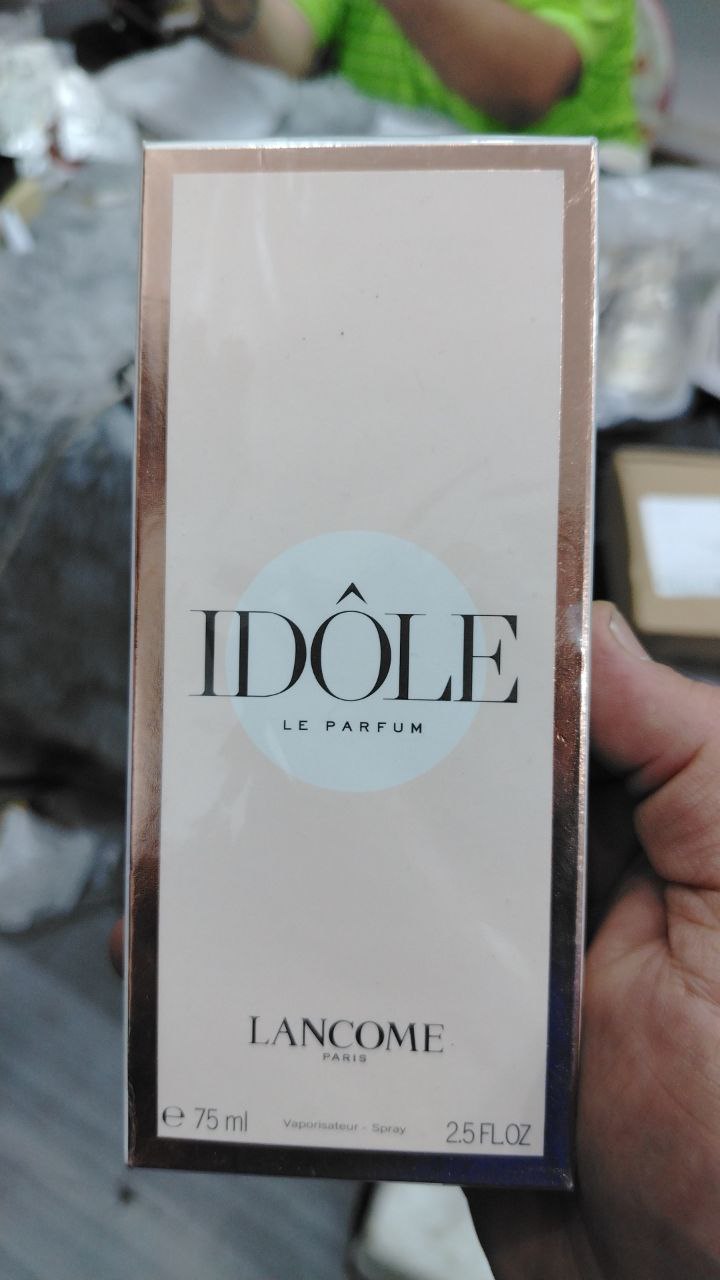 IDÔLE
LE PARFUM
LANCOME
PARIS
℮ 75 ml Vaporisateur - Spray 2.5 FL.OZ